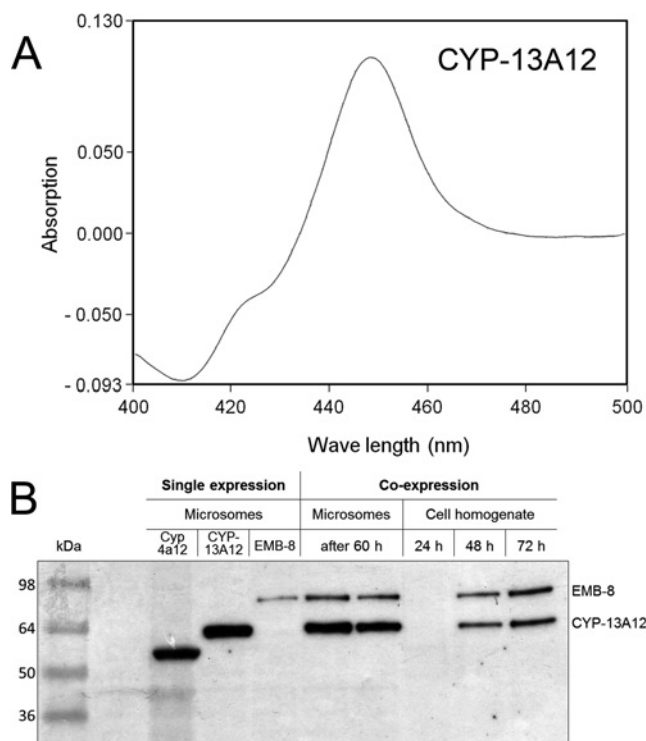 A
CYP-13A12
0.130
0.050
0.000
- 0.050
- 0.093
Absorption
400
420
440
460
480
500
Wave length (nm)
B
Single expression
Co-expression
Microsomes
Microsomes
Cell homogenate
kDa
Cyp 4a12
CYP-13A12
EMB-8
after 60 h
24 h
48 h
72 h
98
64
50
36
EMB-8
CYP-13A12